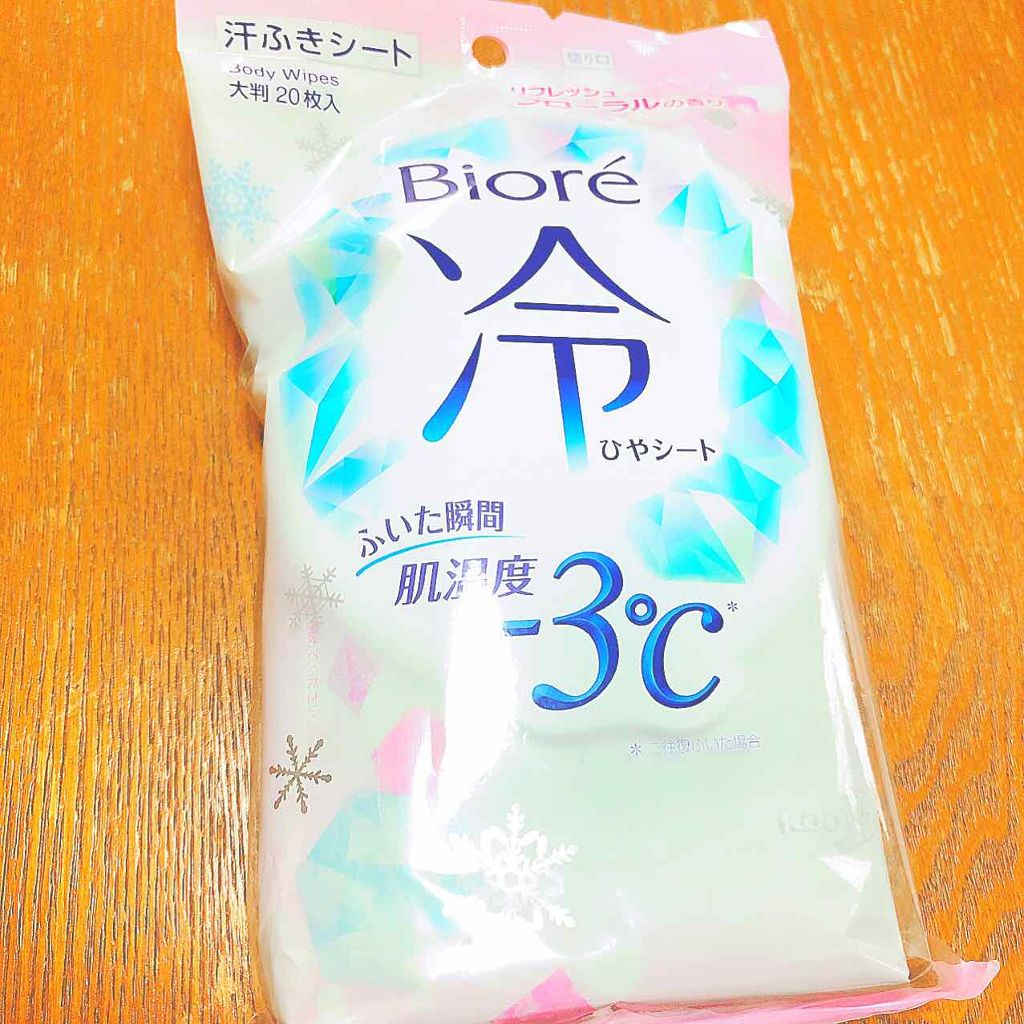 汗ふきシート
Body Wipes
大判 20枚入
切り口
リフレッシュ
フローラルの香り
Bioré
冷
ひやシート
ふいた瞬間
肌温度
-3℃*
* 二往復ふいた場合
Kao